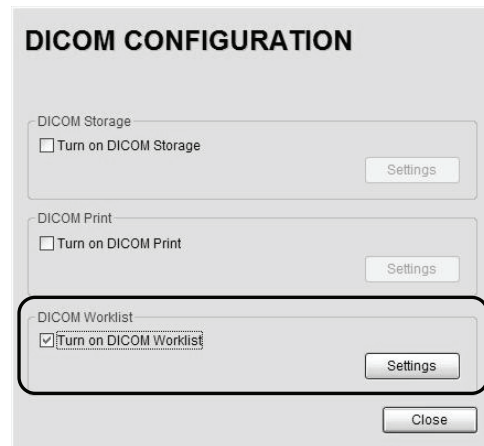 DICOM CONFIGURATION
DICOM Storage
Turn on DICOM Storage
Settings
DICOM Print
Turn on DICOM Print
Settings
DICOM Worklist
Turn on DICOM Worklist
Settings
Close